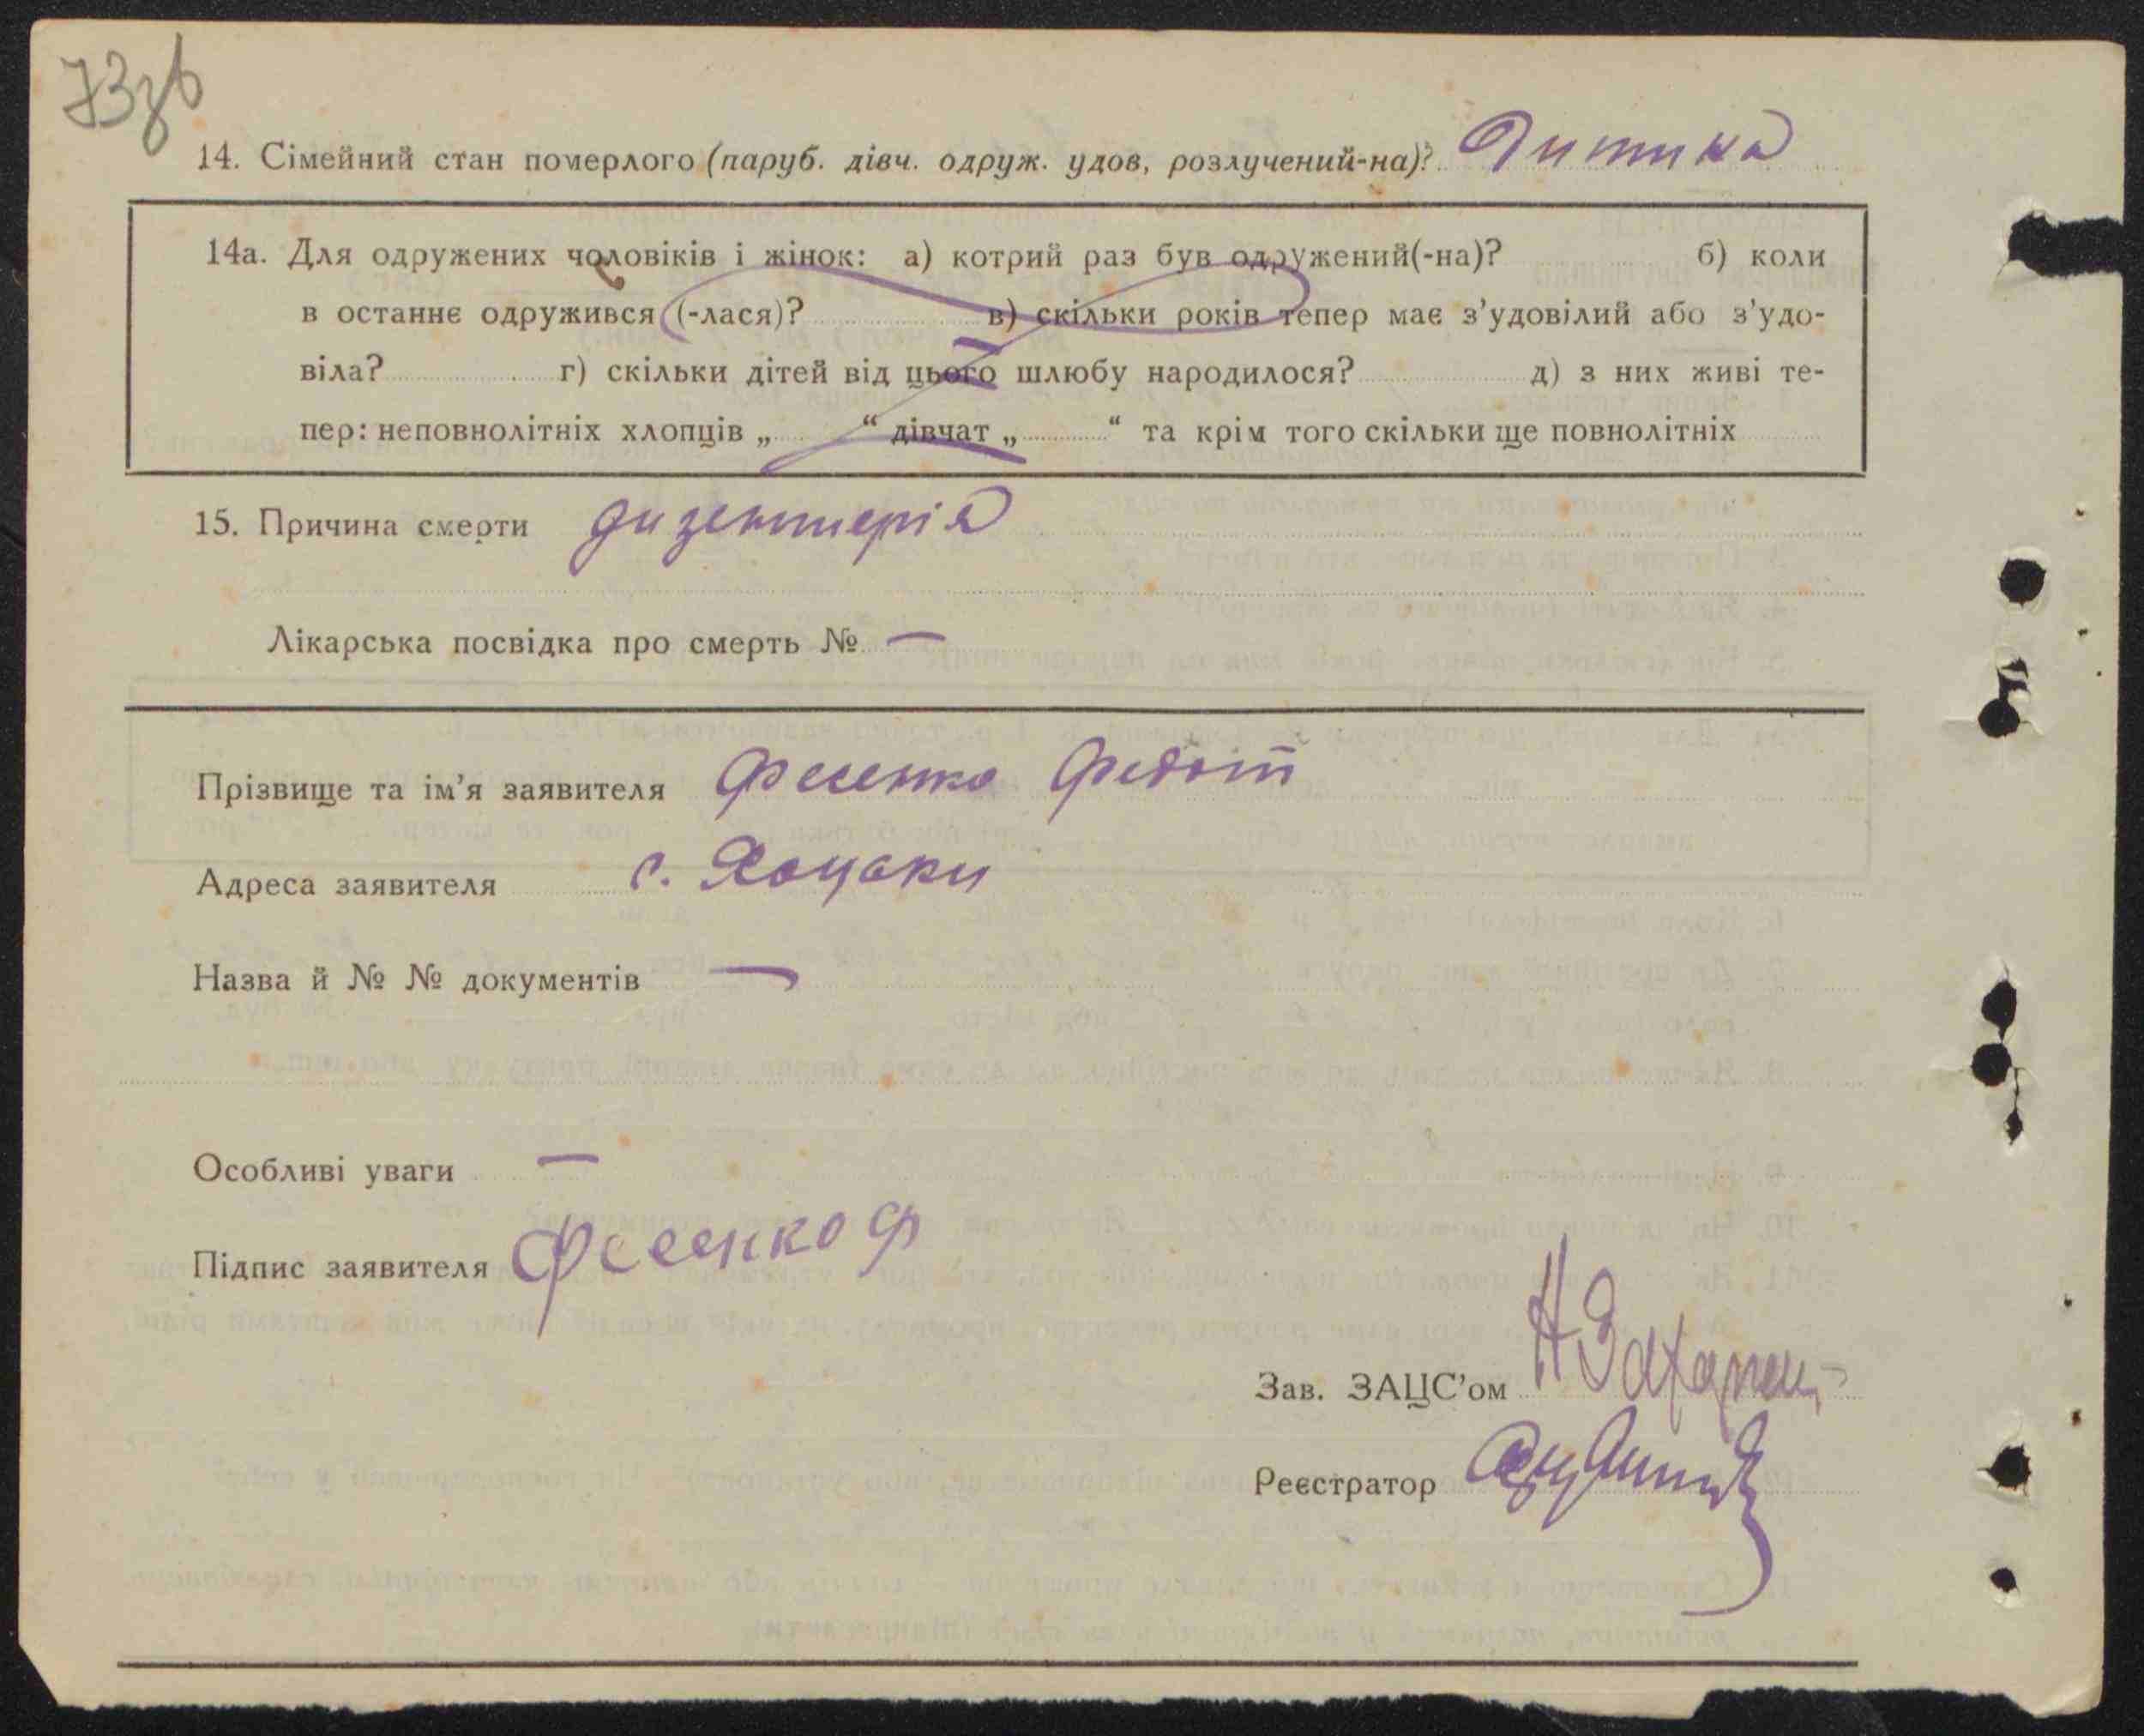 73зв
14. Сімейний стан померлого (паруб. дівч. одруж. удов, розлучений-на)? Дитина
14а. Для одружених чоловіків і жінок: а) котрий раз був одружений(-на)? б) коли
в останнє одружився (-лася)? в) скільки років тепер має з’удовілий або з’удо-
віла? г) скільки дітей від цього шлюбу народилося? д) з них живі те-
пер: неповнолітніх хлопців „ “ дівчат „ “ та крім того скільки ще повнолітніх
15. Причина смерти дизентерія
Лікарська посвідка про смерть № —
Прізвище та ім’я заявителя Фесенко Федот
Адреса заявителя с. Хоцьки
Назва й № № документів —
Особливі уваги —
Підпис заявителя Фесенко Ф
Зав. ЗАЦС’ом
Реєстратор